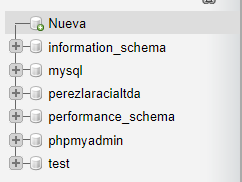 Nueva
information_schema
mysql
perezlaracialtda
performance_schema
phpmyadmin
test